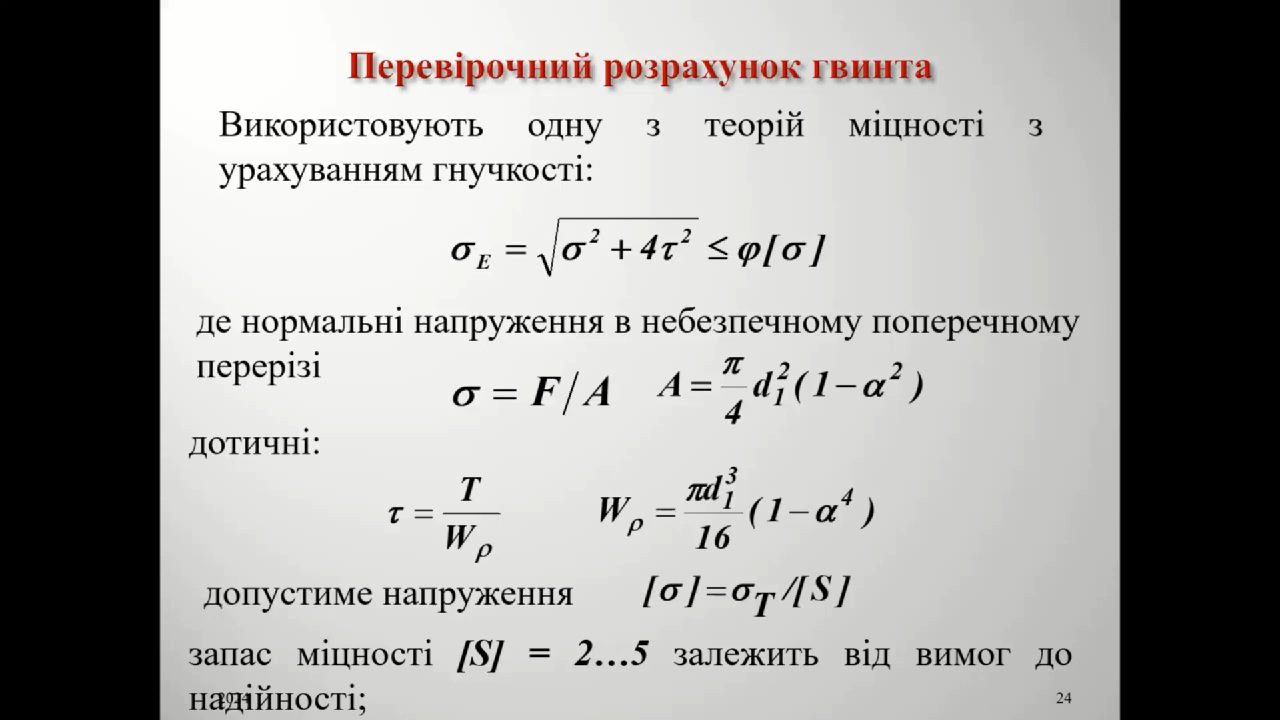 Перевірочний розрахунок гвинта
Використовують одну з теорій міцності з
урахуванням гнучкості:
σ_E = √(σ² + 4τ²) ≤ φ[σ]
де нормальні напруження в небезпечному поперечному
перерізі
σ = F/A A = π/4 d₁²(1 − α²)
дотичні:
τ = T/W_ρ W_ρ = πd₁³/16 (1 − α⁴)
допустиме напруження [σ] = σ_T /[S]
запас міцності [S] = 2…5 залежить від вимог до
надійності;
24